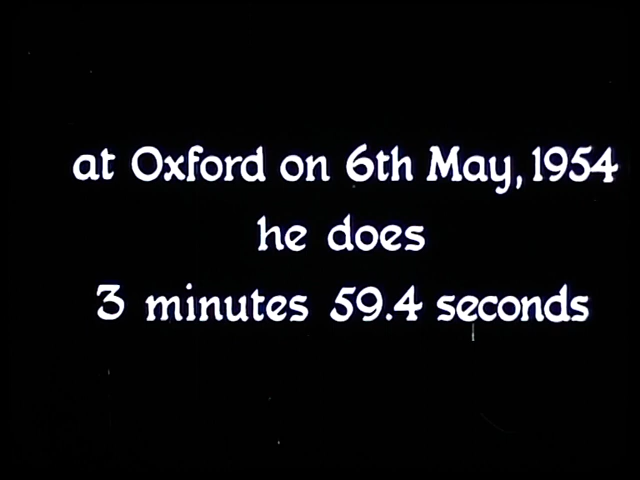 at Oxford on 6th May, 1954
he does
3 minutes 59.4 seconds